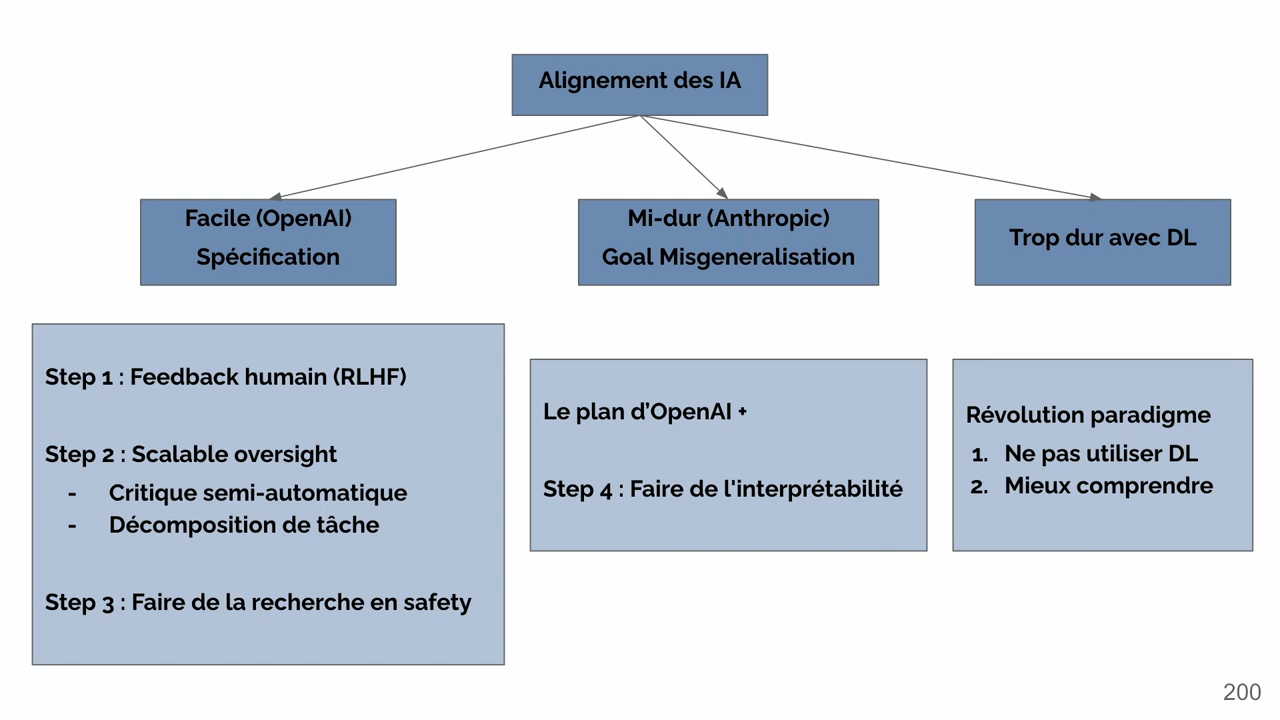 Alignement des IA
Facile (OpenAI)
Spécification
Mi-dur (Anthropic)
Goal Misgeneralisation
Trop dur avec DL
Step 1 : Feedback humain (RLHF)
Step 2 : Scalable oversight
- Critique semi-automatique
- Décomposition de tâche
Step 3 : Faire de la recherche en safety
Le plan d’OpenAI +
Step 4 : Faire de l'interprétabilité
Révolution paradigme
1. Ne pas utiliser DL
2. Mieux comprendre
200